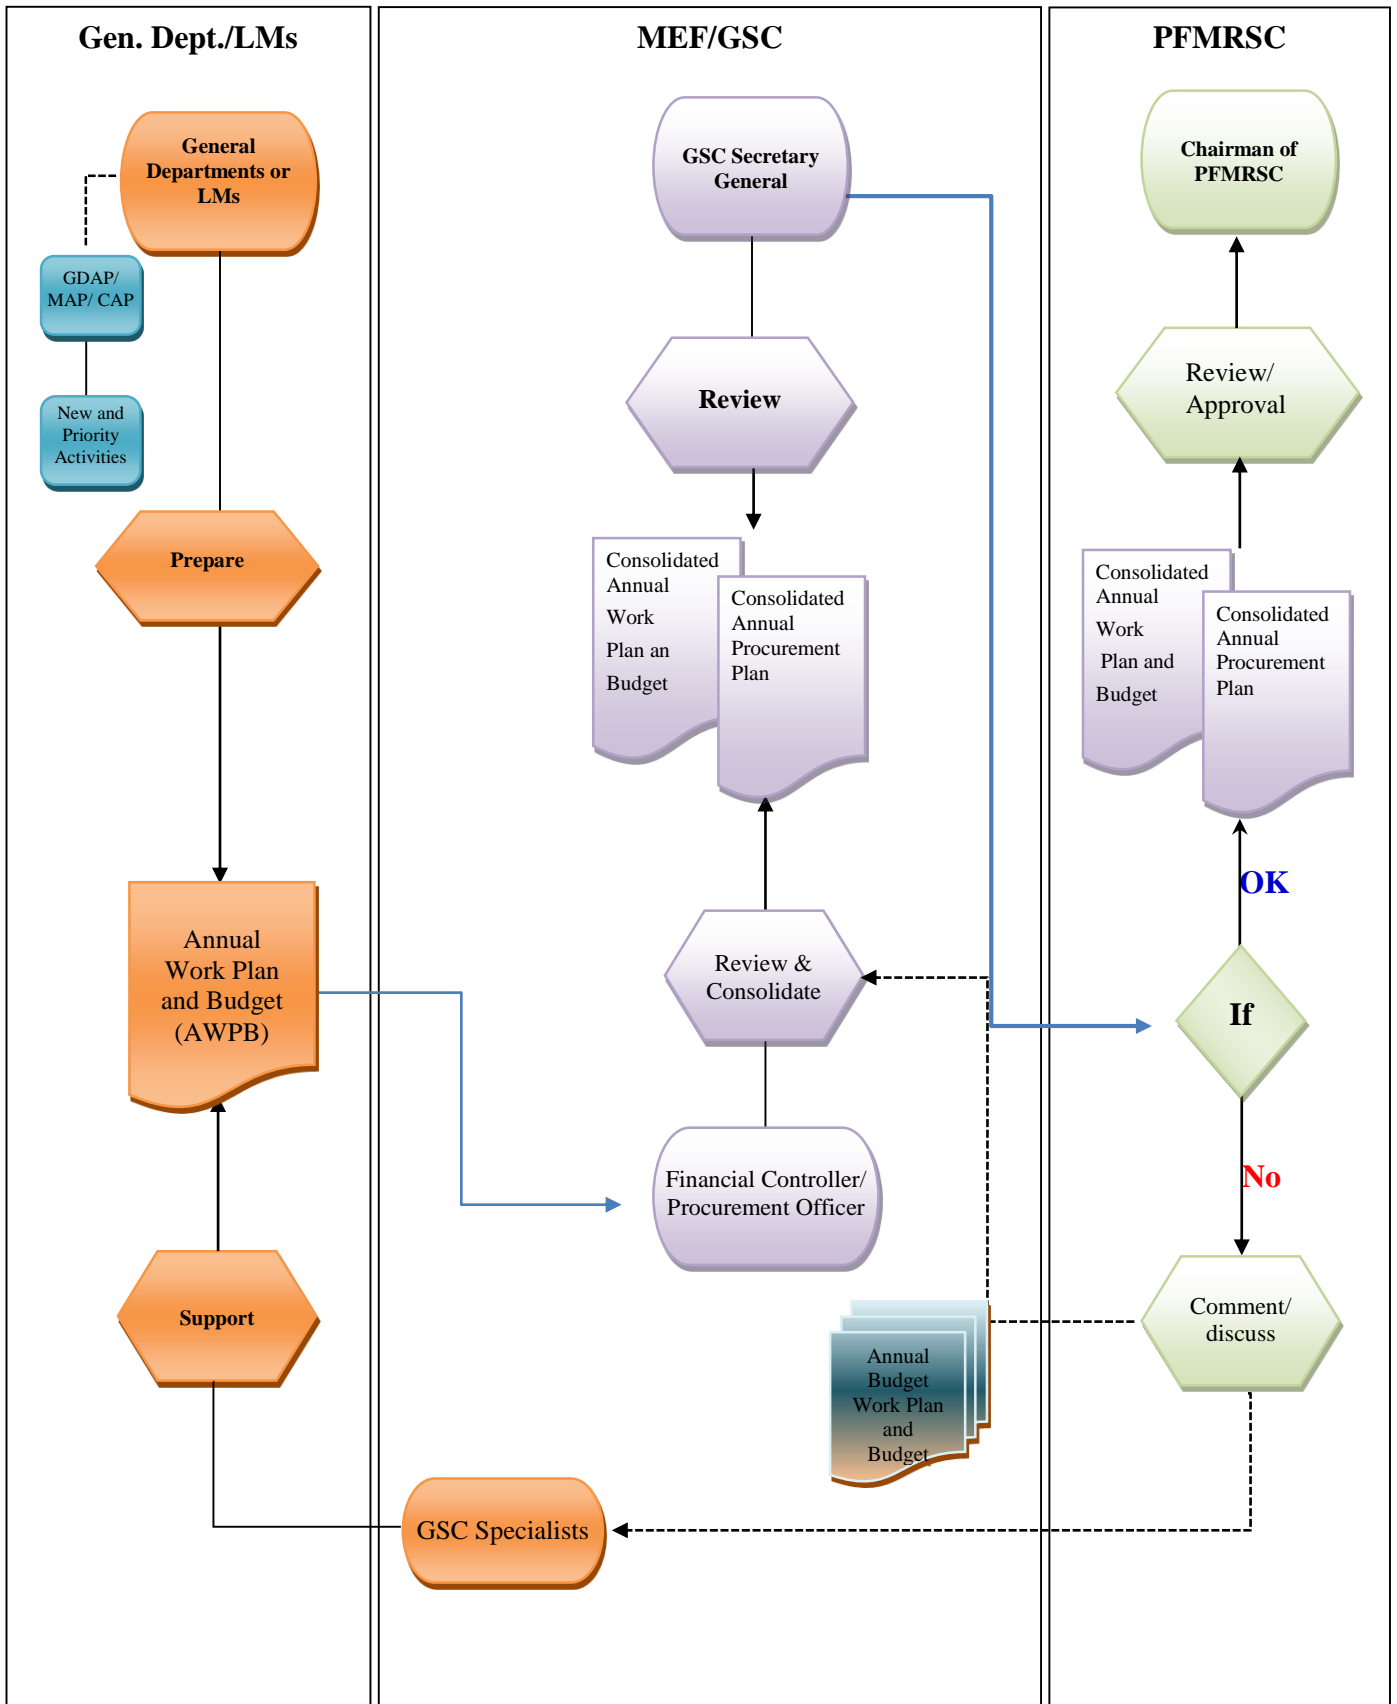 Gen. Dept./LMs
General
Departments or
LMs
GDAP/
MAP/ CAP
New and
Priority
Activities
Prepare
Annual
Work Plan
and Budget
(AWPB)
Support
MEF/GSC
GSC Secretary
General
Review
Consolidated
Annual
Work
Plan an
Budget
Consolidated
Annual
Procurement
Plan
Review &
Consolidate
Financial Controller/
Procurement Officer
Annual
Budget
Work Plan
and
Budget
GSC Specialists
PFMRSC
Chairman of
PFMRSC
Review/
Approval
Consolidated
Annual
Work
Plan and
Budget
Consolidated
Annual
Procurement
Plan
OK
If
No
Comment/
discuss